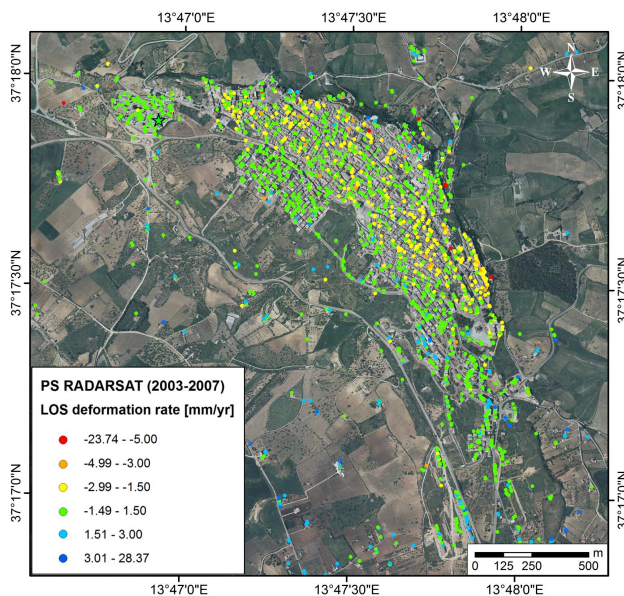 13°47'0"E 13°47'30"E 13°48'0"E
37°18'0"N 37°18'0"N
N
W E
S
37°17'30"N 37°17'30"N
PS RADARSAT (2003-2007)
LOS deformation rate [mm/yr]
-23.74 - -5.00
-4.99 - -3.00
-2.99 - -1.50
-1.49 - 1.50
1.51 - 3.00
3.01 - 28.37
37°17'0"N 37°17'0"N
m
0 125 250 500
13°47'0"E 13°47'30"E 13°48'0"E